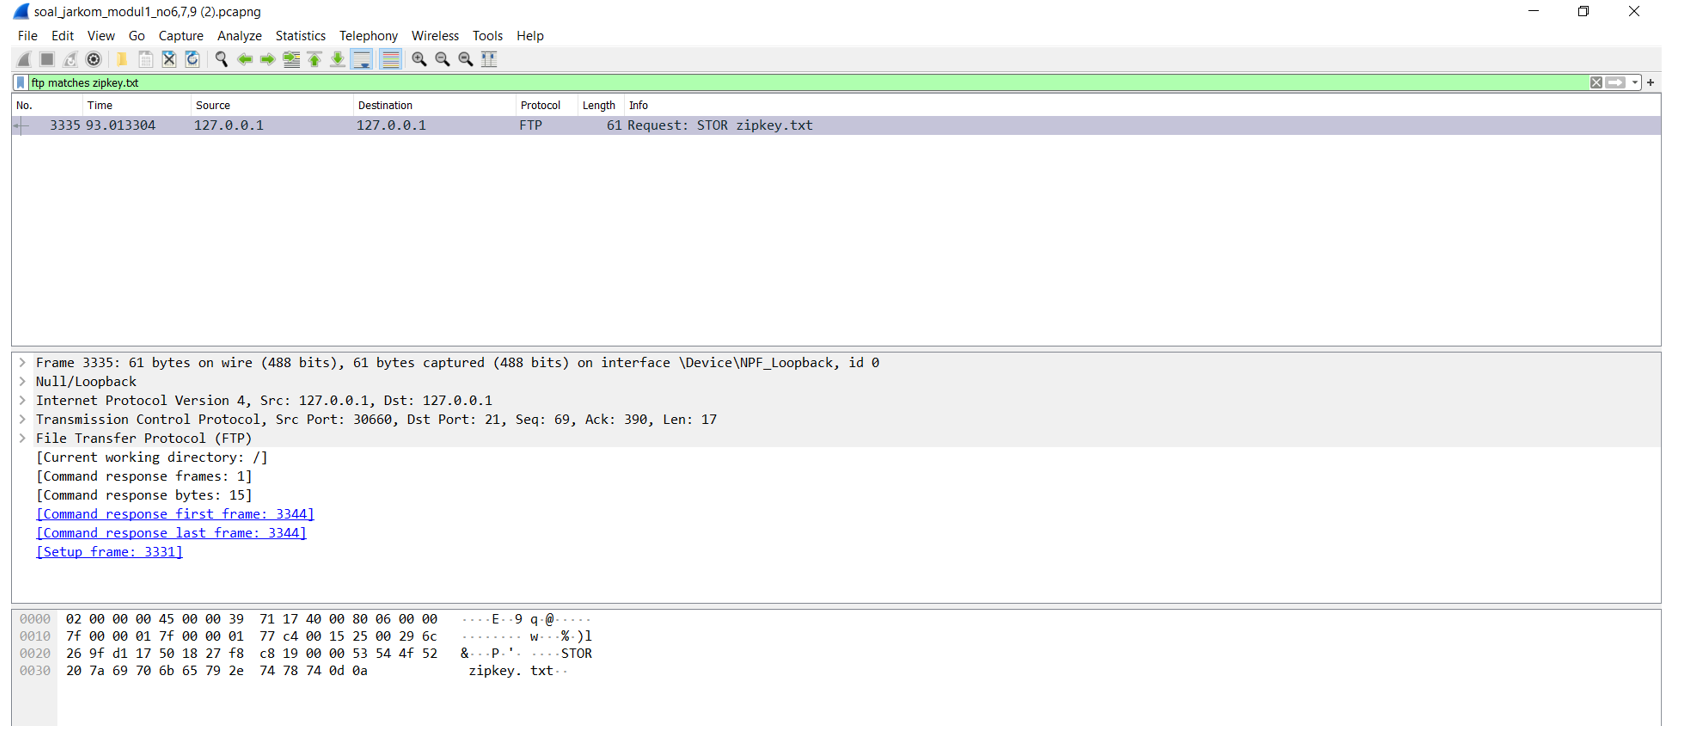 soal_jarkom_modul1_no6,7,9 (2).pcapng
File Edit View Go Capture Analyze Statistics Telephony Wireless Tools Help
ftp matches zipkey.txt
No. Time Source Destination Protocol Length Info
3335 93.013304 127.0.0.1 127.0.0.1 FTP 61 Request: STOR zipkey.txt
Frame 3335: 61 bytes on wire (488 bits), 61 bytes captured (488 bits) on interface \Device\NPF_Loopback, id 0
Null/Loopback
Internet Protocol Version 4, Src: 127.0.0.1, Dst: 127.0.0.1
Transmission Control Protocol, Src Port: 30660, Dst Port: 21, Seq: 69, Ack: 390, Len: 17
File Transfer Protocol (FTP)
[Current working directory: /]
[Command response frames: 1]
[Command response bytes: 15]
[Command response first frame: 3344]
[Command response last frame: 3344]
[Setup frame: 3331]
0000 02 00 00 00 45 00 00 39 71 17 40 00 80 06 00 00 ····E··9 q·@·····
0010 7f 00 00 01 7f 00 00 01 77 c4 00 15 25 00 29 6c ········ w···%·)l
0020 26 9f d1 17 50 18 27 f8 c8 19 00 00 53 54 4f 52 &···P·'· ····STOR
0030 20 7a 69 70 6b 65 79 2e 74 78 74 0d 0a zipkey. txt··